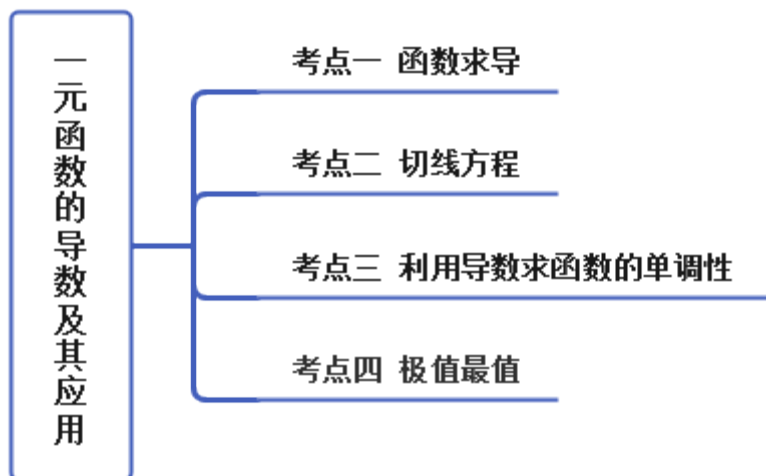 一元函数的导数及其应用
考点一 函数求导
考点二 切线方程
考点三 利用导数求函数的单调性
考点四 极值最值